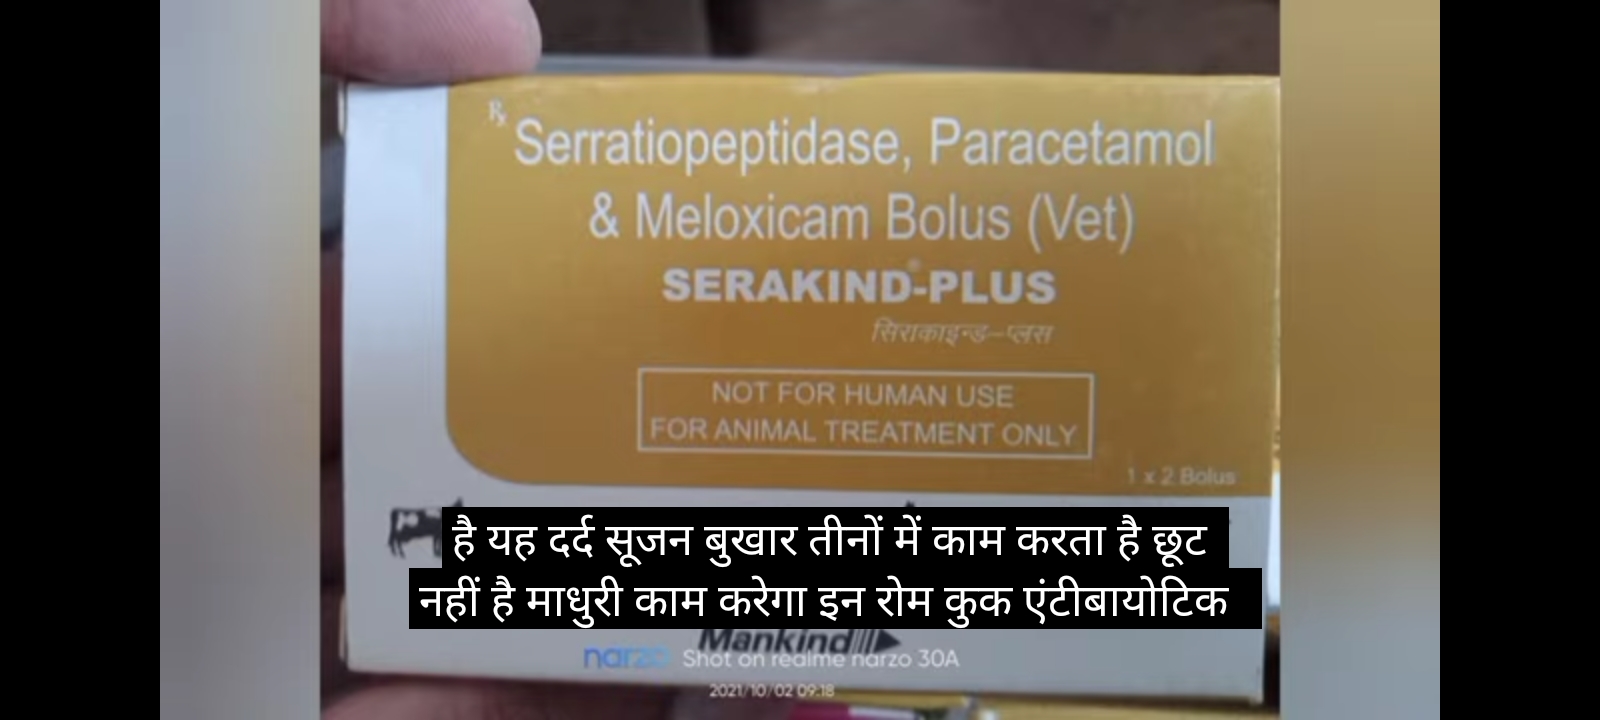 Rx
Serratiopeptidase, Paracetamol
& Meloxicam Bolus (Vet)
SERAKIND®-PLUS
सिराकाइन्ड–प्लस
NOT FOR HUMAN USE
FOR ANIMAL TREATMENT ONLY
1 x 2 Bolus
है यह दर्द सूजन बुखार तीनों में काम करता है छूट
नहीं है माधुरी काम करेगा इन रोम कुक एंटीबायोटिक
Mankind
narzo Shot on realme narzo 30A
2021/10/02 09:18